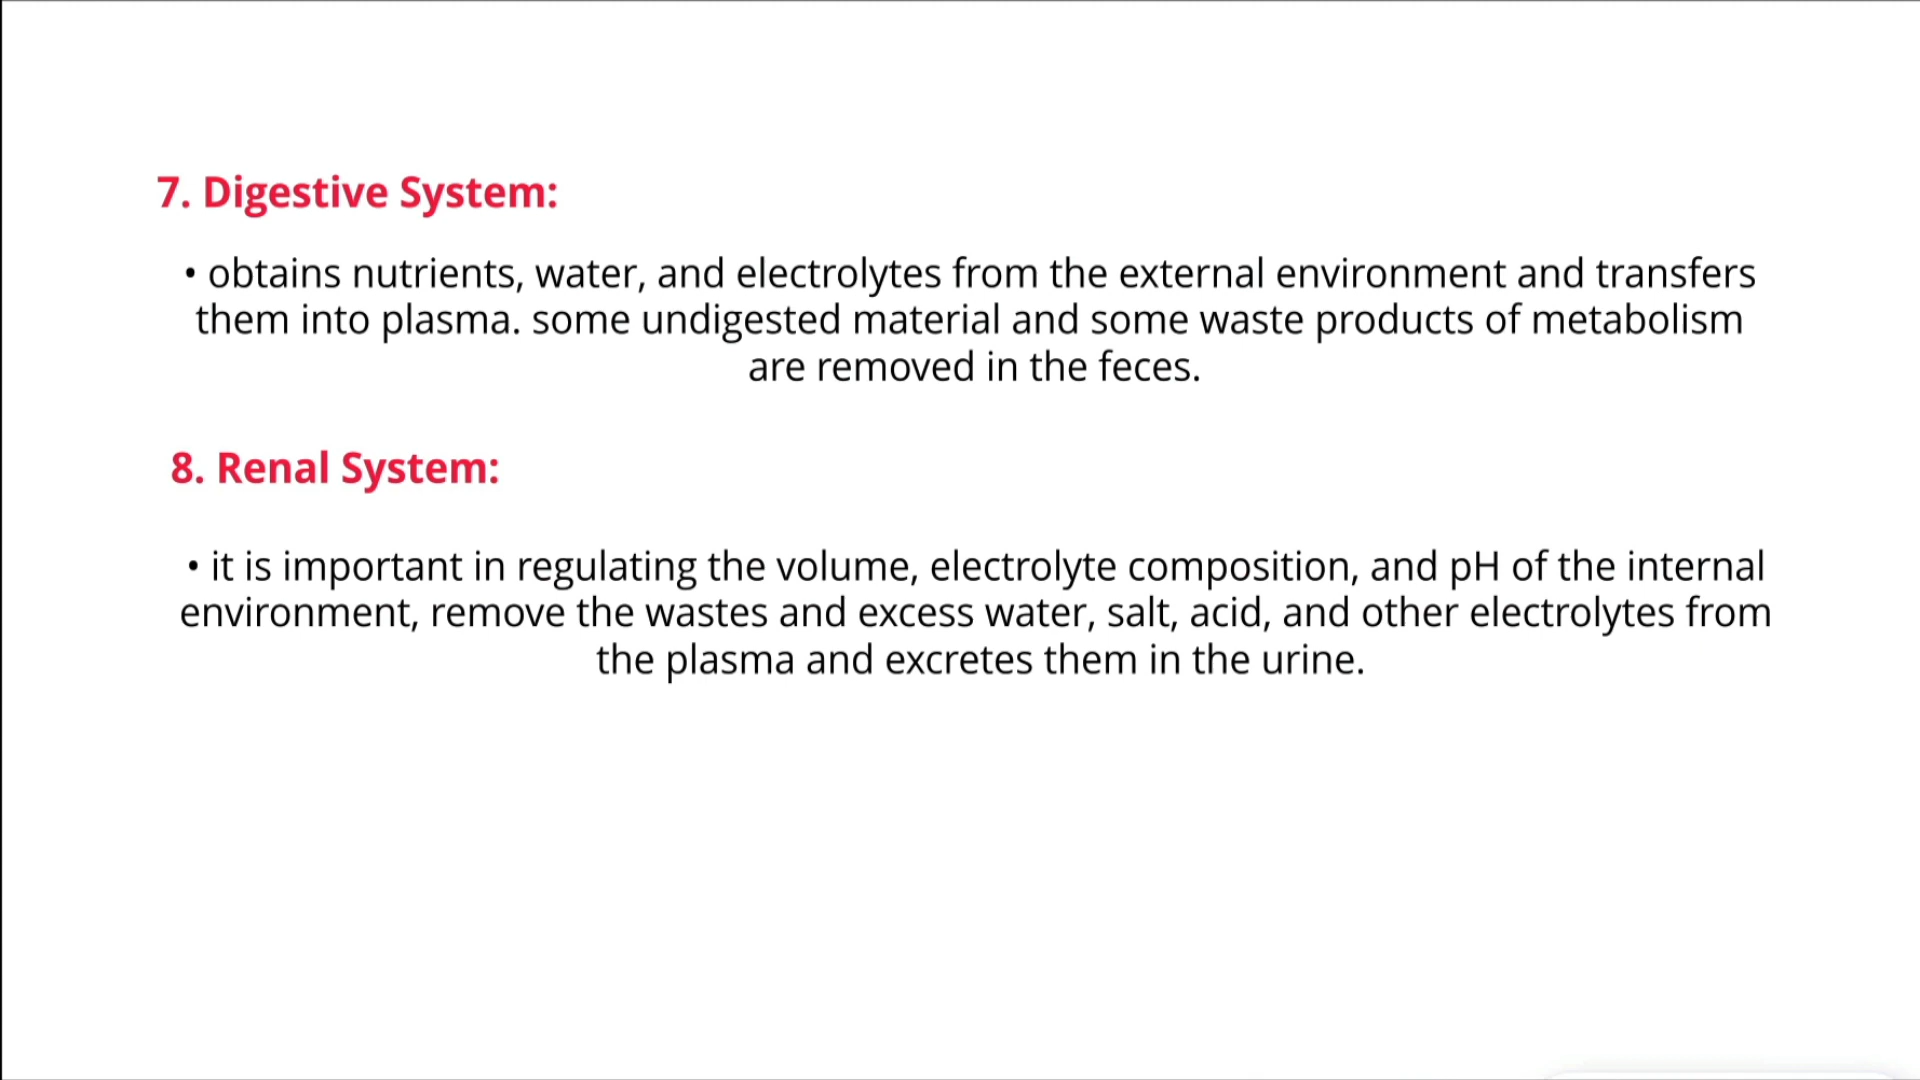 7. Digestive System:
• obtains nutrients, water, and electrolytes from the external environment and transfers
them into plasma. some undigested material and some waste products of metabolism
are removed in the feces.
8. Renal System:
• it is important in regulating the volume, electrolyte composition, and pH of the internal
environment, remove the wastes and excess water, salt, acid, and other electrolytes from
the plasma and excretes them in the urine.